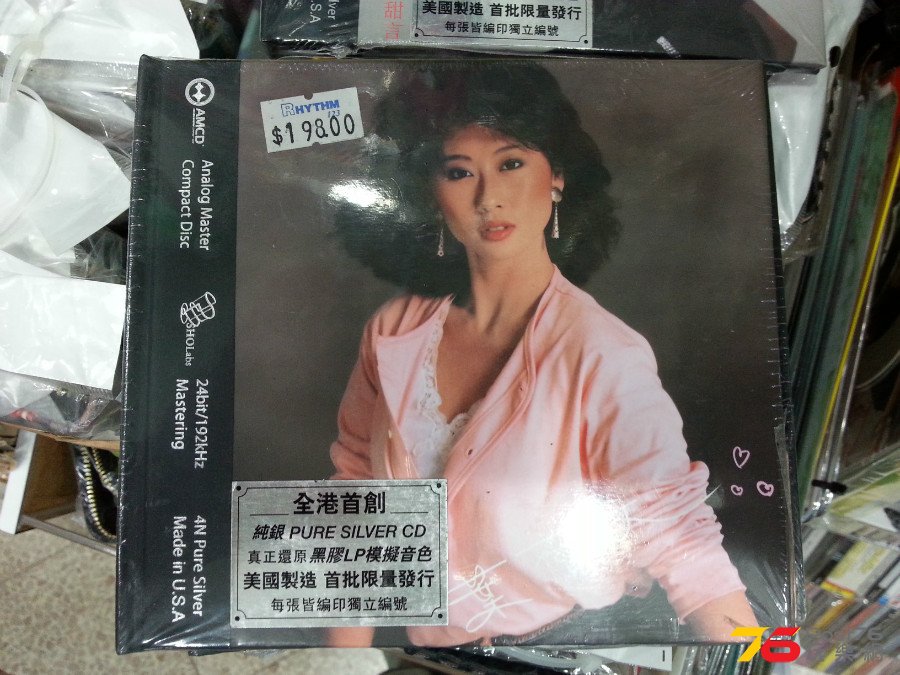 美國製造 首批限量發行
每張皆編印獨立編號
甜言
ilver
U.S.A
RHYTHM
$198.00
AMCD
Analog Master
Compact Disc
SHOLabs
24bit/192kHz
Mastering
4N Pure Silver
Made in U.S.A
全港首創
純銀 PURE SILVER CD
真正還原黑膠LP模擬音色
美國製造 首批限量發行
每張皆編印獨立編號
76